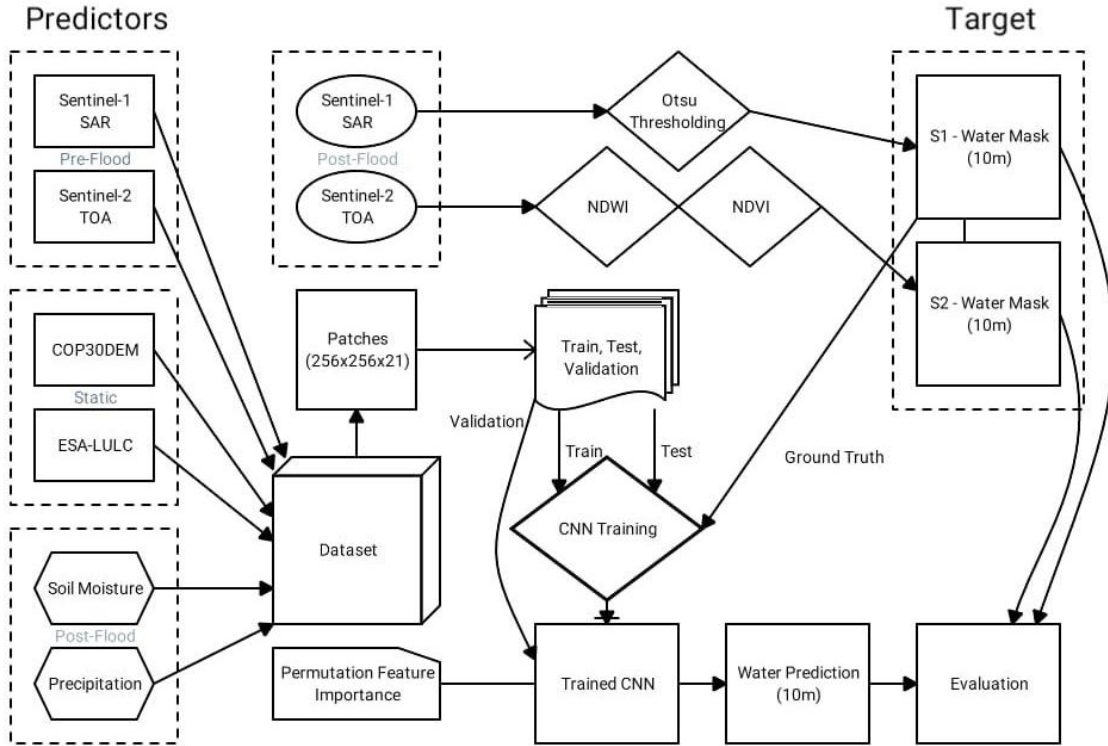 Predictors
Target
Sentinel-1
SAR
Pre-Flood
Sentinel-2
TOA
Sentinel-1
SAR
Post-Flood
Sentinel-2
TOA
Otsu
Thresholding
NDWI
NDVI
S1 - Water Mask
(10m)
S2 - Water Mask
(10m)
COP30DEM
Static
ESA-LULC
Patches
(256x256x21)
Train, Test,
Validation
Validation
Train
Test
Ground Truth
CNN Training
Dataset
Soil Moisture
Post-Flood
Precipitation
Permutation Feature
Importance
Trained CNN
Water Prediction
(10m)
Evaluation